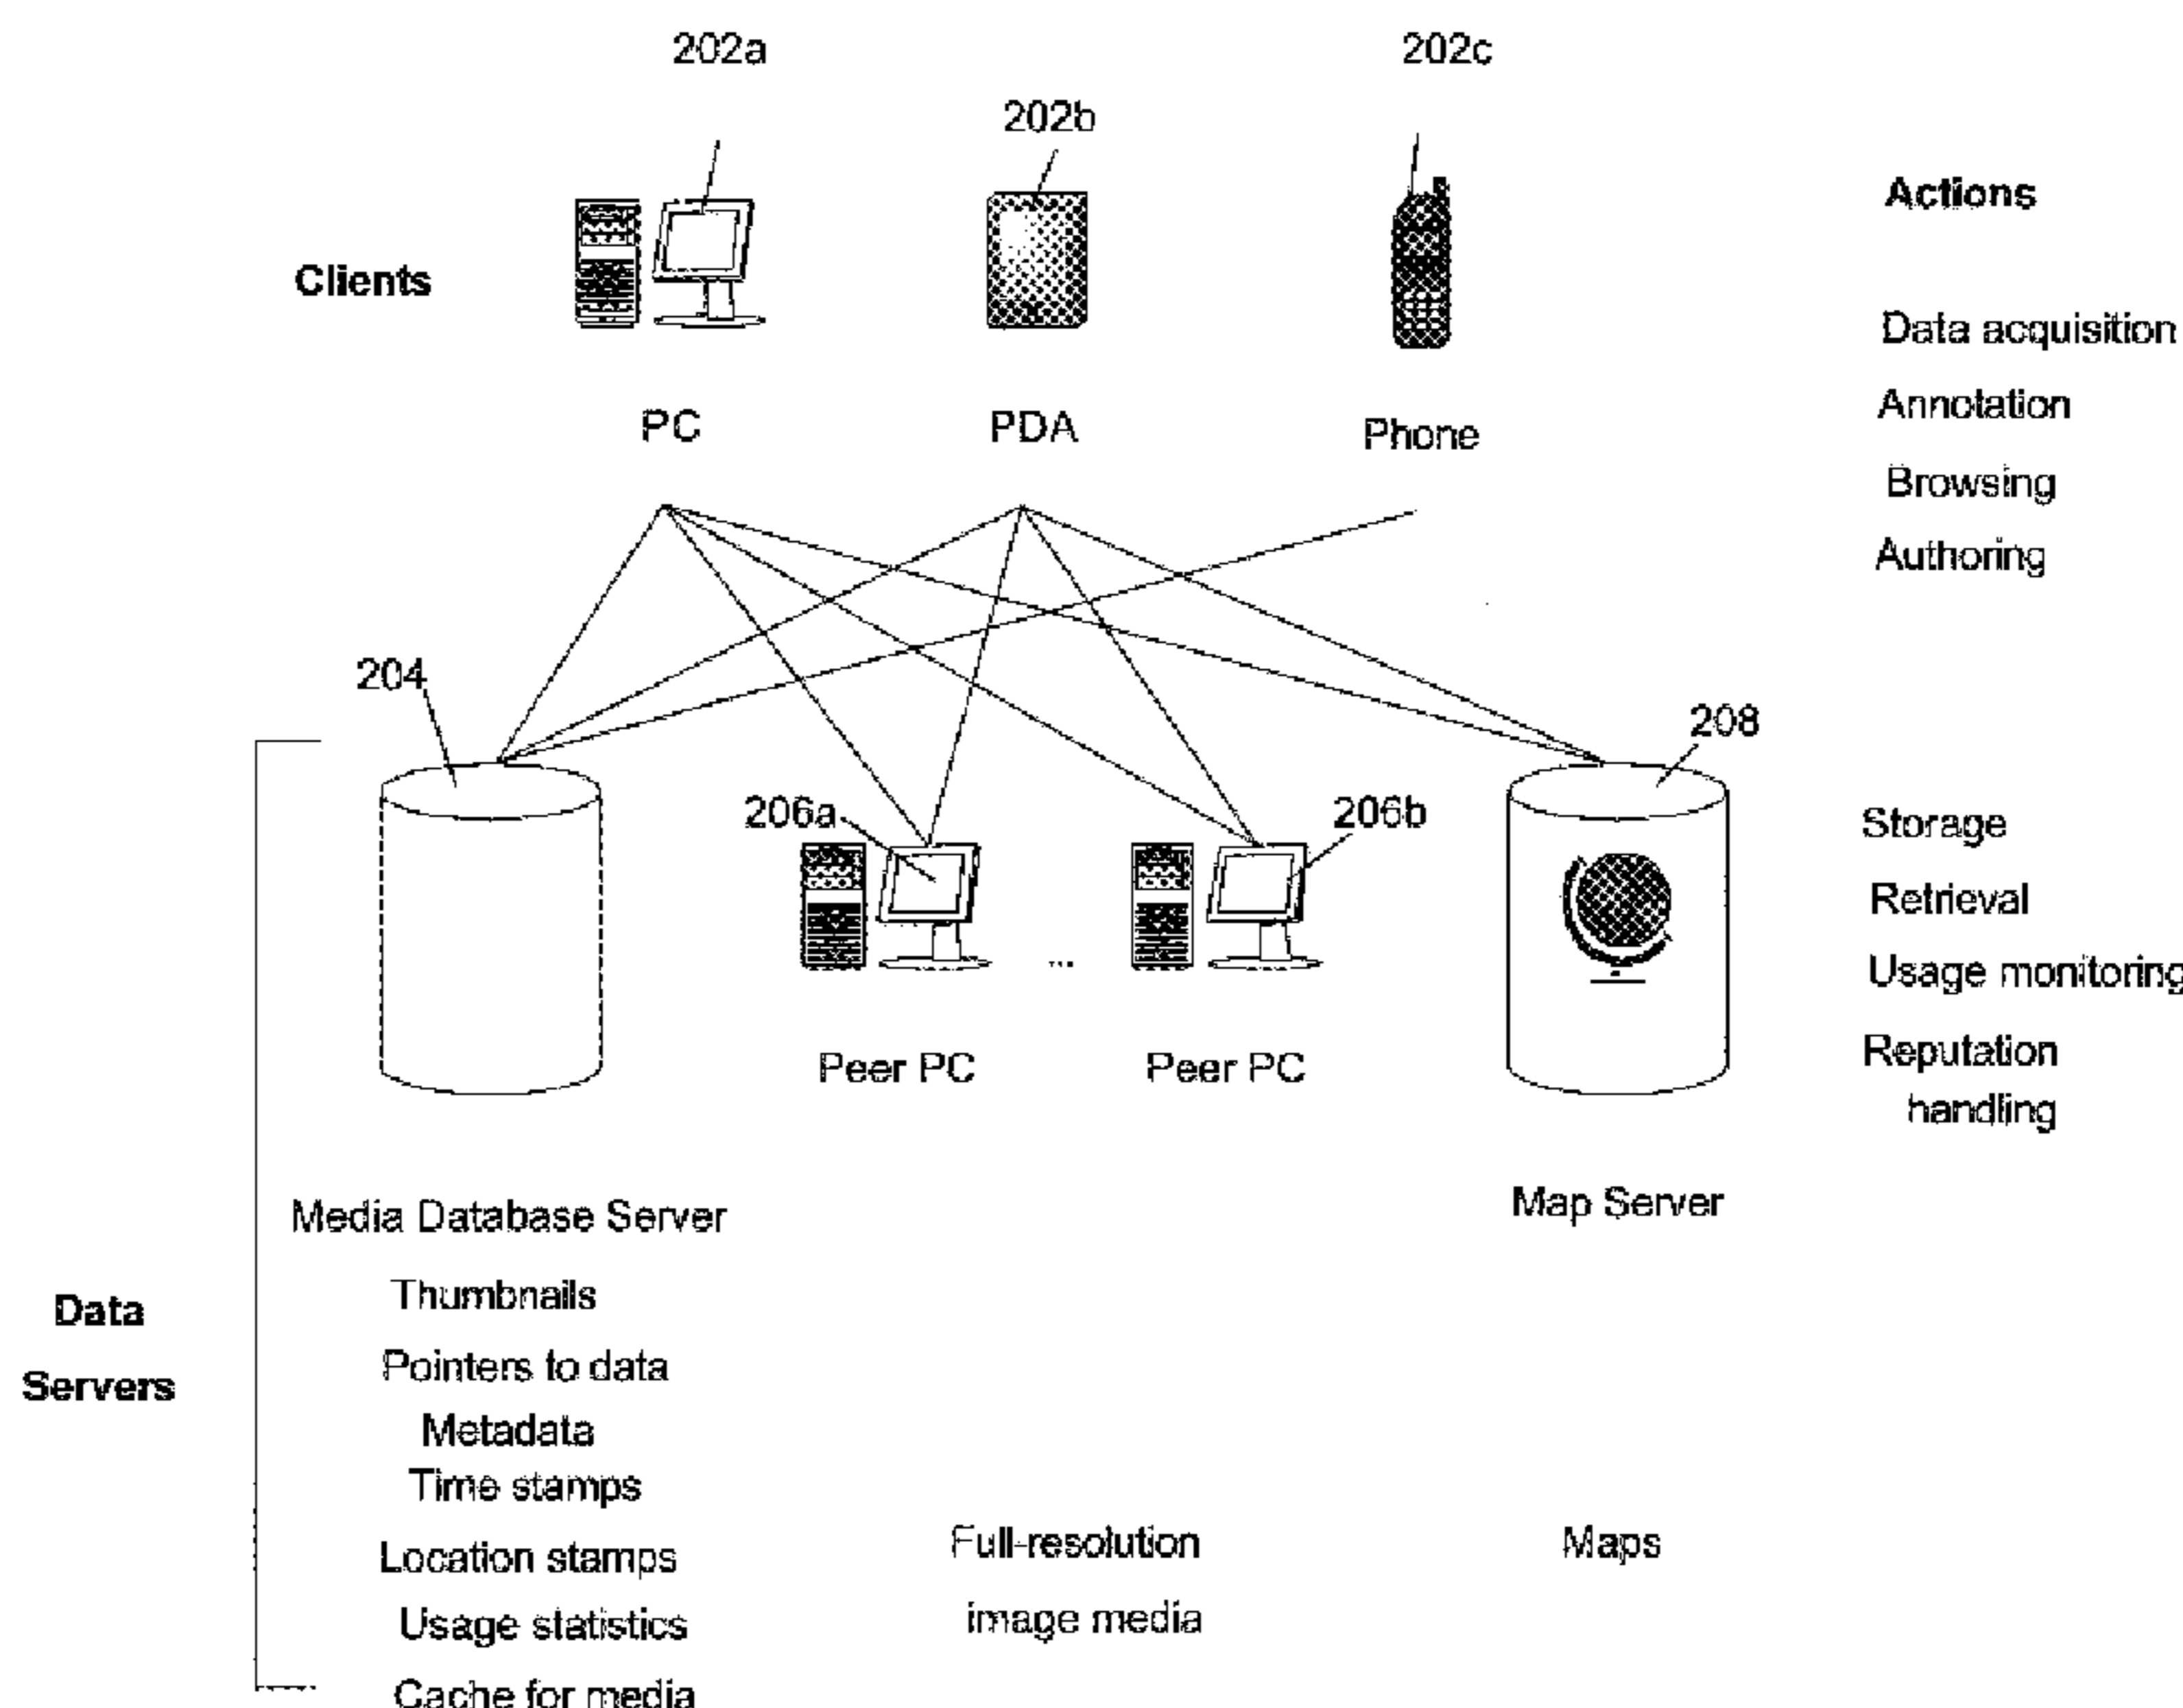 202a
202c
202b
Actions
Clients
Data acquisition
PC
PDA
Phone
Annotation
Browsing
Authoring
204
208
206a
206b
Storage
Retrieval
...
Usage monitoring
Peer PC
Peer PC
Reputation
handling
Media Database Server
Map Server
Thumbnails
Data
Servers
Pointers to data
Metadata
Time stamps
Location stamps
Full-resolution
Maps
Usage statistics
image media
Cache for media